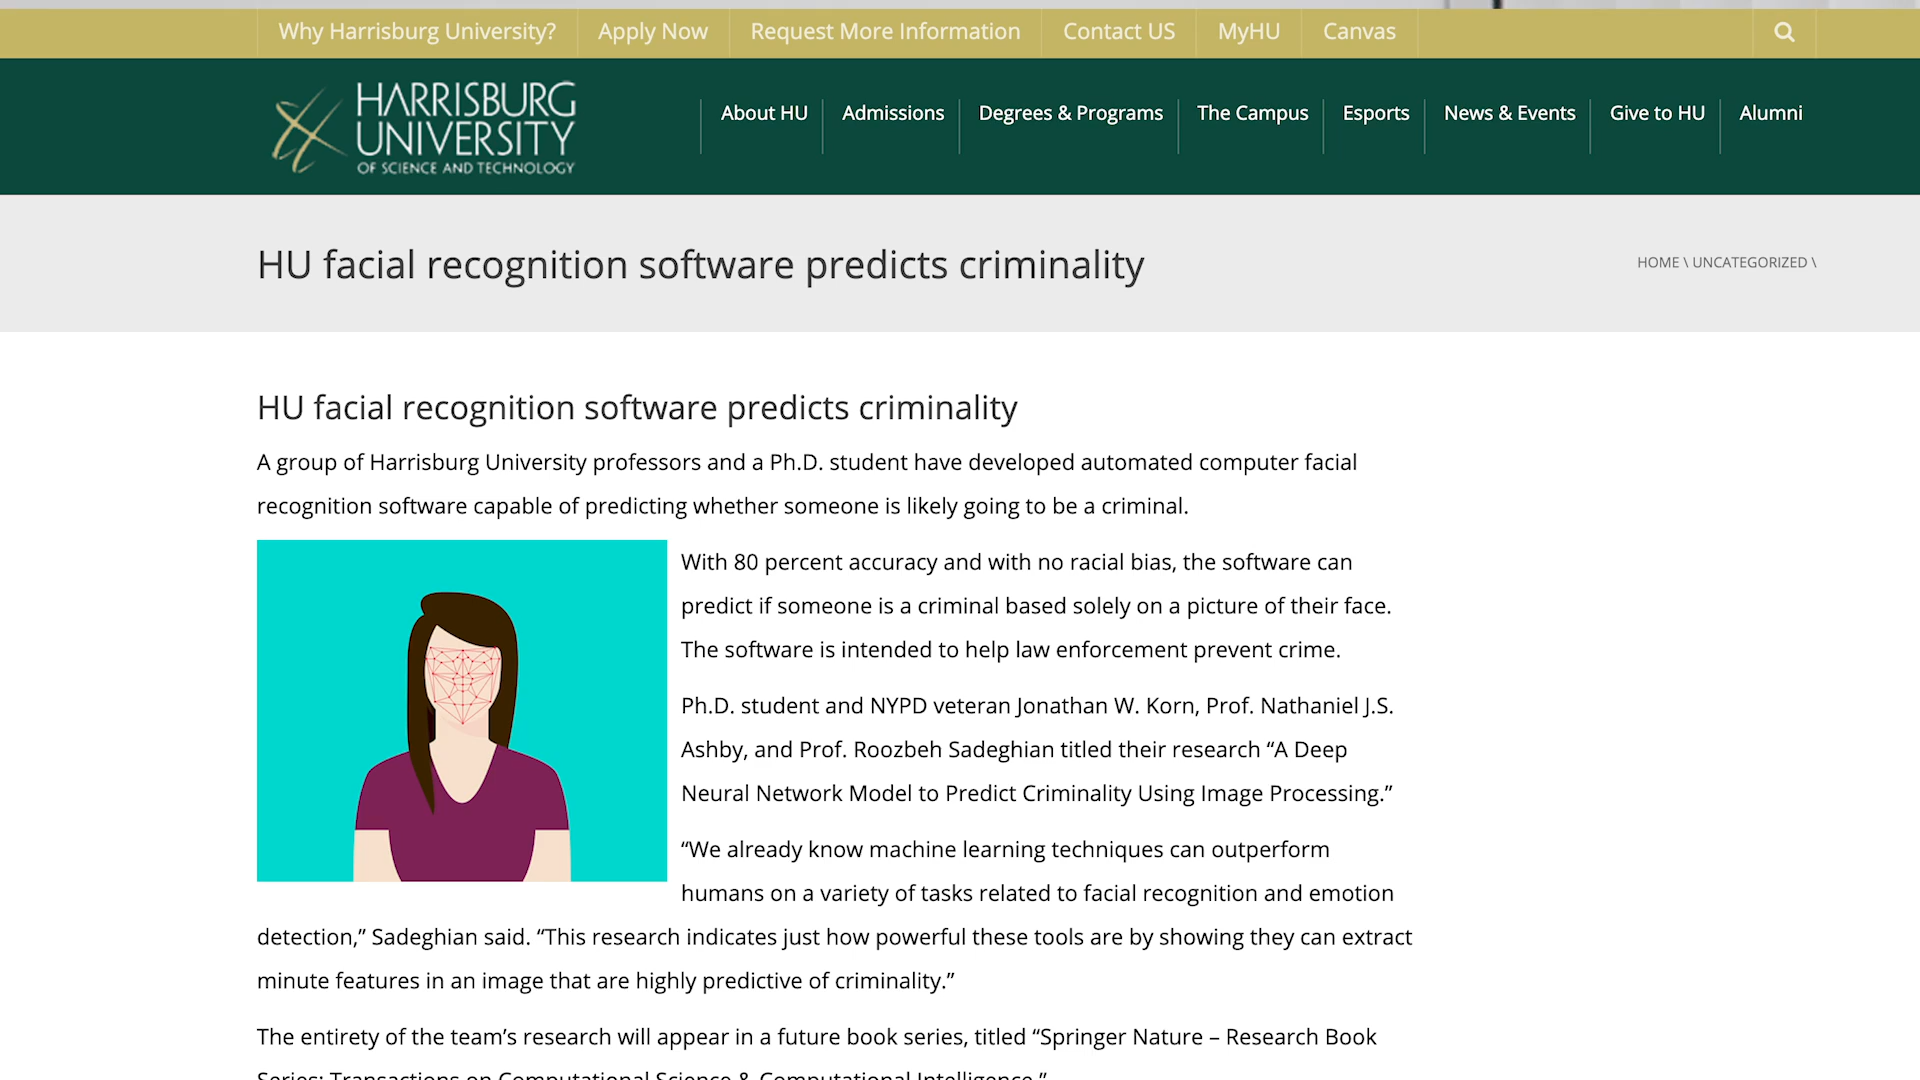 Why Harrisburg University? Apply Now Request More Information Contact US MyHU Canvas
HARRISBURG
UNIVERSITY
OF SCIENCE AND TECHNOLOGY
About HU Admissions Degrees & Programs The Campus Esports News & Events Give to HU Alumni
HU facial recognition software predicts criminality
HOME \ UNCATEGORIZED \
HU facial recognition software predicts criminality
A group of Harrisburg University professors and a Ph.D. student have developed automated computer facial
recognition software capable of predicting whether someone is likely going to be a criminal.
With 80 percent accuracy and with no racial bias, the software can
predict if someone is a criminal based solely on a picture of their face.
The software is intended to help law enforcement prevent crime.
Ph.D. student and NYPD veteran Jonathan W. Korn, Prof. Nathaniel J.S.
Ashby, and Prof. Roozbeh Sadeghian titled their research “A Deep
Neural Network Model to Predict Criminality Using Image Processing.”
“We already know machine learning techniques can outperform
humans on a variety of tasks related to facial recognition and emotion
detection,” Sadeghian said. “This research indicates just how powerful these tools are by showing they can extract
minute features in an image that are highly predictive of criminality.”
The entirety of the team’s research will appear in a future book series, titled “Springer Nature – Research Book
Series: Transactions on Computational Science & Computational Intelligence.”